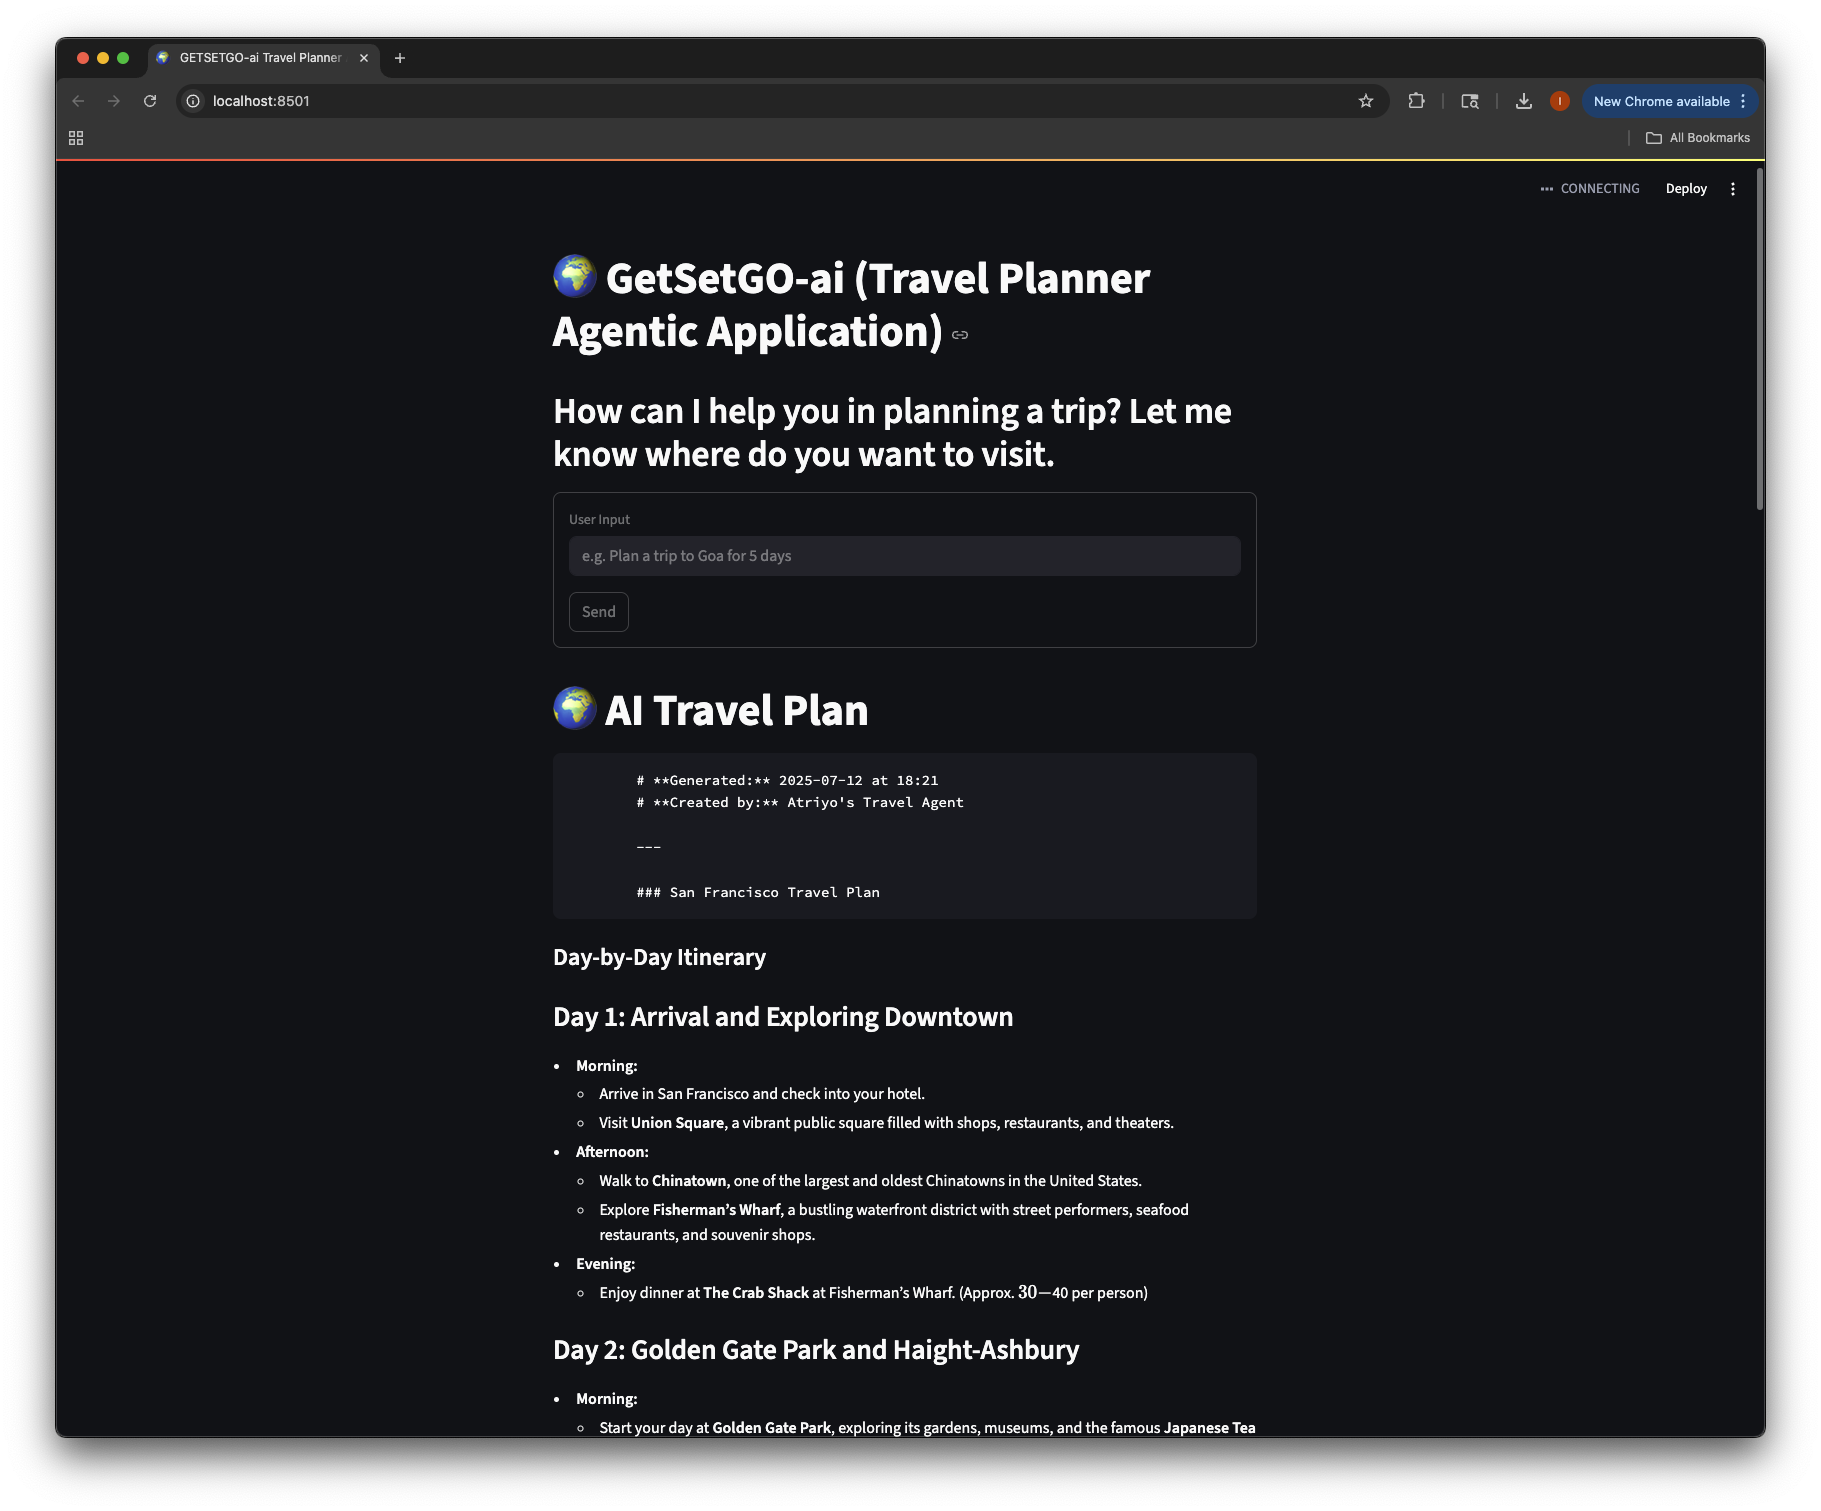 GETSETGO-ai Travel Planner
localhost:8501
New Chrome available
All Bookmarks
CONNECTING
Deploy
GetSetGO-ai (Travel Planner
Agentic Application)
How can I help you in planning a trip? Let me
know where do you want to visit.
User Input
e.g. Plan a trip to Goa for 5 days
Send
AI Travel Plan
# **Generated:** 2025-07-12 at 18:21
# **Created by:** Atriyo's Travel Agent
---
### San Francisco Travel Plan
Day-by-Day Itinerary
Day 1: Arrival and Exploring Downtown
Morning:
Arrive in San Francisco and check into your hotel.
Visit Union Square, a vibrant public square filled with shops, restaurants, and theaters.
Afternoon:
Walk to Chinatown, one of the largest and oldest Chinatowns in the United States.
Explore Fisherman’s Wharf, a bustling waterfront district with street performers, seafood
restaurants, and souvenir shops.
Evening:
Enjoy dinner at The Crab Shack at Fisherman’s Wharf. (Approx. 30—40 per person)
Day 2: Golden Gate Park and Haight-Ashbury
Morning:
Start your day at Golden Gate Park, exploring its gardens, museums, and the famous Japanese Tea